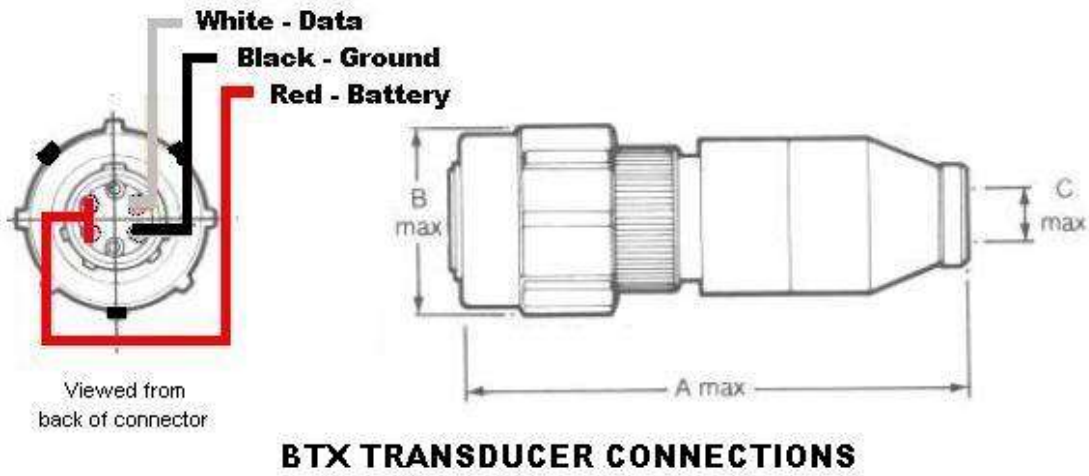 White - Data
Black - Ground
Red - Battery
B
max
C
max
A max
Viewed from
back of connector
BTX TRANSDUCER CONNECTIONS